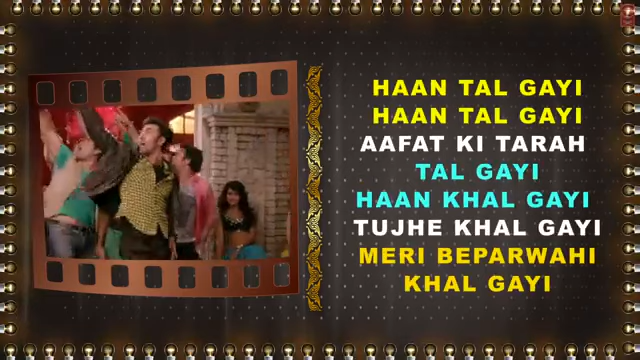 HAAN TAL GAYI
HAAN TAL GAYI
AAFAT KI TARAH
TAL GAYI
HAAN KHAL GAYI
TUJHE KHAL GAYI
MERI BEPARWAHI
KHAL GAYI